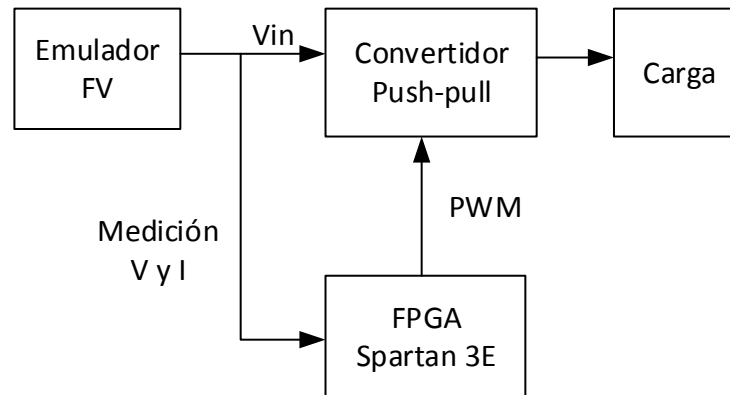 Emulador
FV
Vin
Convertidor
Push-pull
Carga
Medición
V y I
PWM
FPGA
Spartan 3E